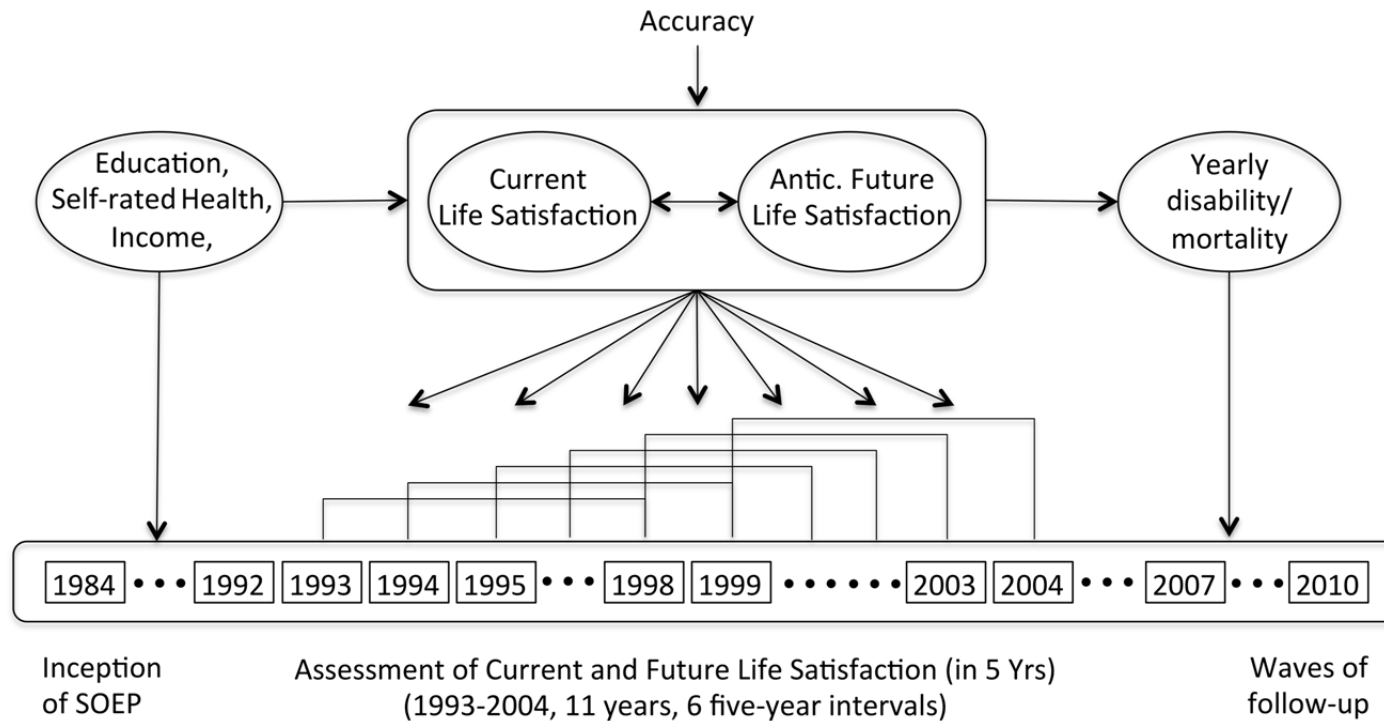 Accuracy
Education,
Self-rated Health,
Income,
Current
Life Satisfaction
Antic. Future
Life Satisfaction
Yearly
disability/
mortality
1984 • • • 1992 1993 1994 1995 • • • 1998 1999 • • • • • • 2003 2004 • • • 2007 • • • 2010
Inception
of SOEP
Assessment of Current and Future Life Satisfaction (in 5 Yrs)
(1993-2004, 11 years, 6 five-year intervals)
Waves of
follow-up